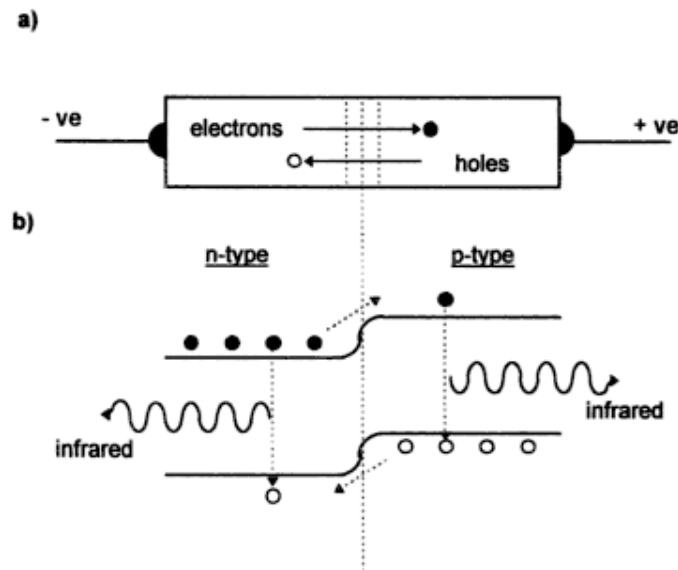 a)
- ve
electrons
holes
+ ve
b)
n-type
p-type
infrared
infrared